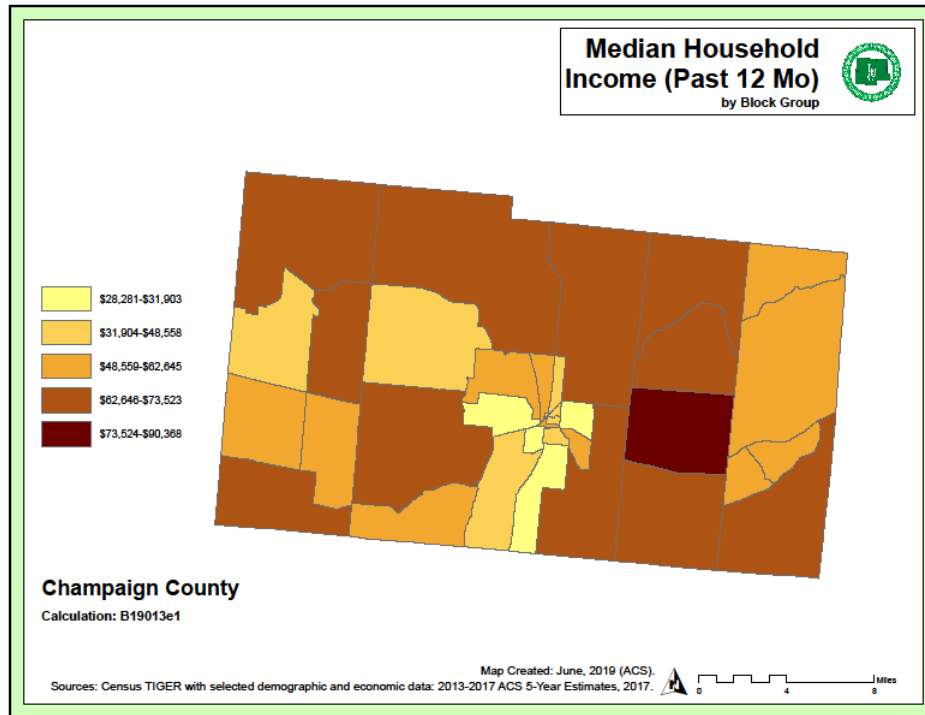 Median Household
Income (Past 12 Mo)
by Block Group
$28,281-$31,903
$31,904-$48,558
$48,559-$62,645
$62,646-$73,523
$73,524-$90,368
Champaign County
Calculation: B19013e1
Map Created: June, 2019 (ACS).
Sources: Census TIGER with selected demographic and economic data: 2013-2017 ACS 5-Year Estimates, 2017.
Miles
0 4 8